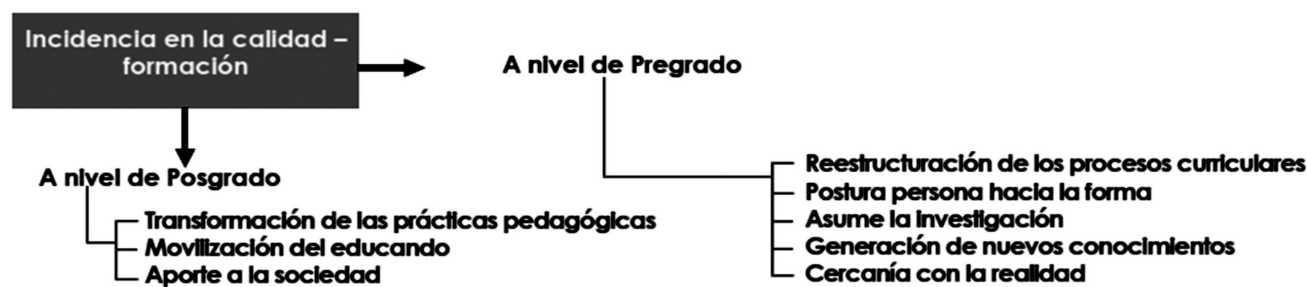 Incidencia en la calidad –
formación
A nivel de Pregrado
Reestructuración de los procesos curriculares
Postura persona hacia la forma
Asume la investigación
Generación de nuevos conocimientos
Cercanía con la realidad
A nivel de Posgrado
Transformación de las prácticas pedagógicas
Movilización del educando
Aporte a la sociedad